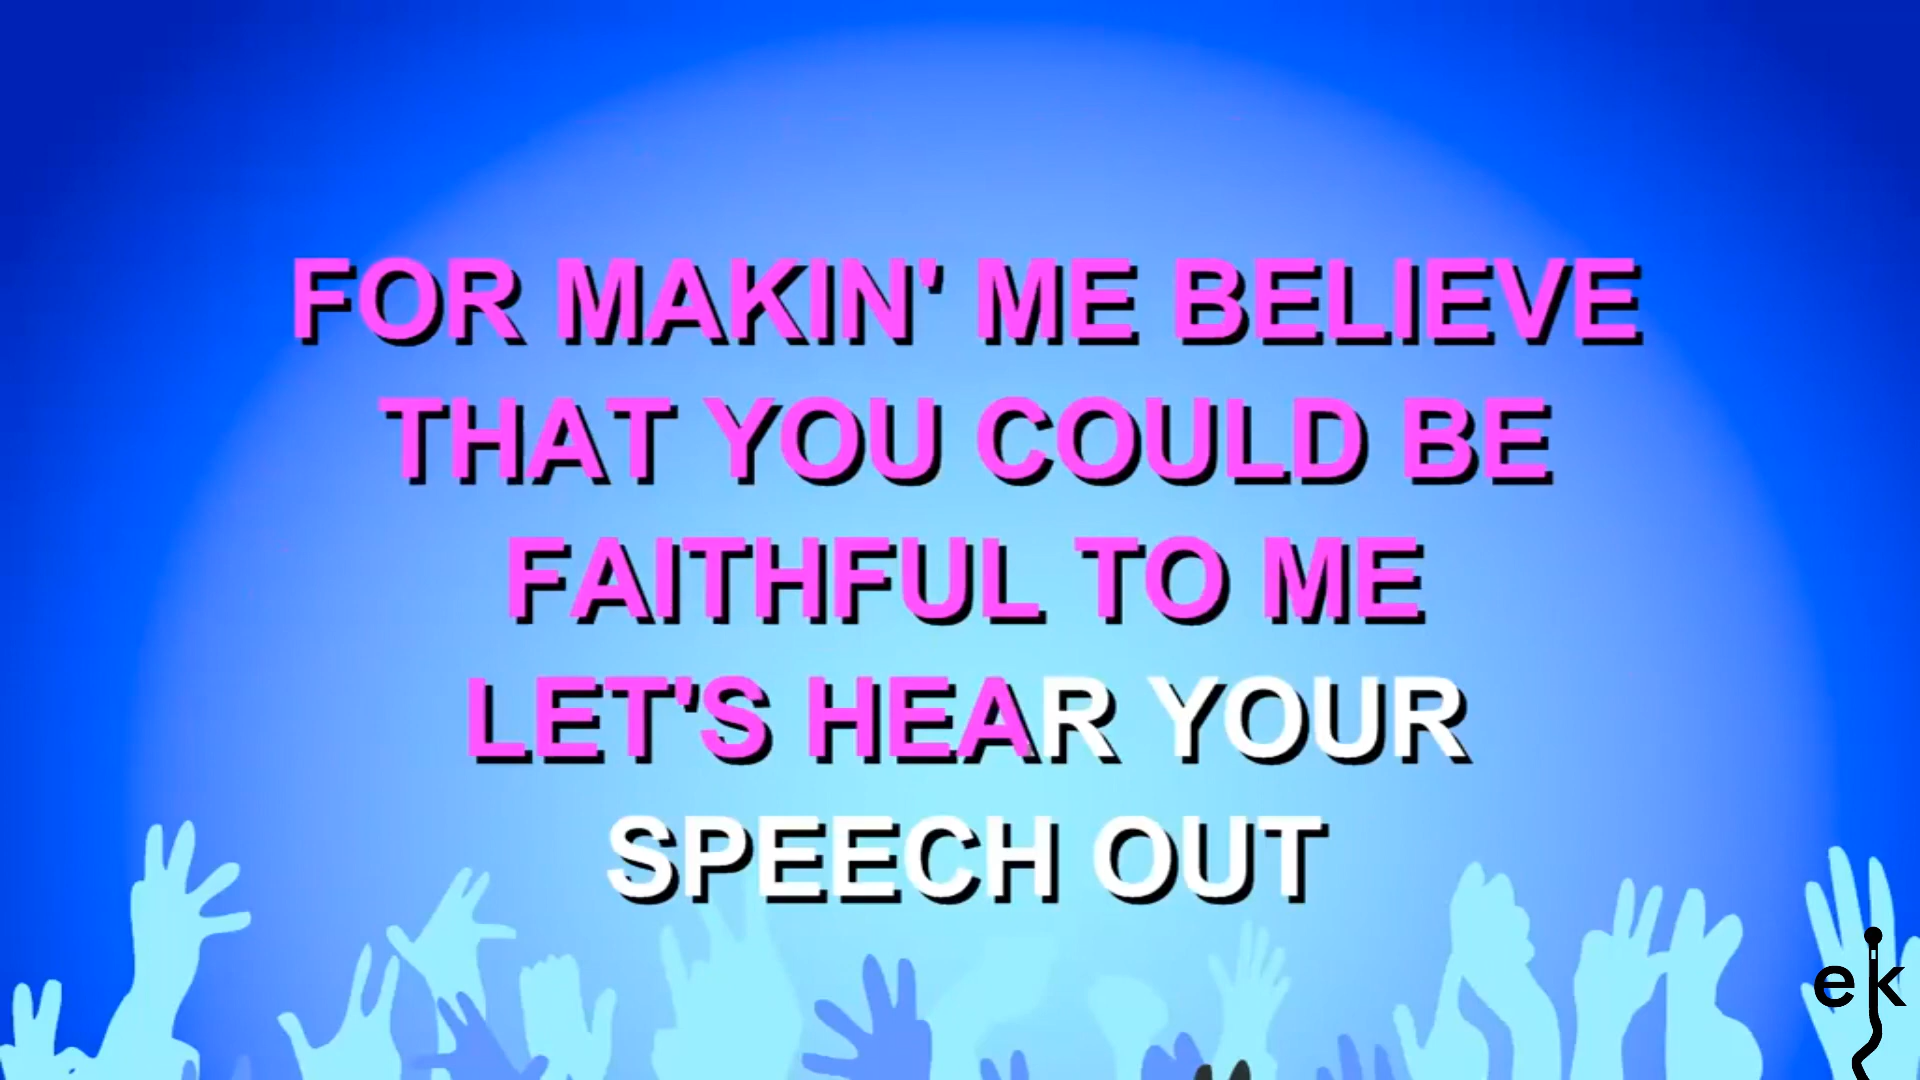 FOR MAKIN' ME BELIEVE
THAT YOU COULD BE
FAITHFUL TO ME
LET'S HEAR YOUR
SPEECH OUT
ek